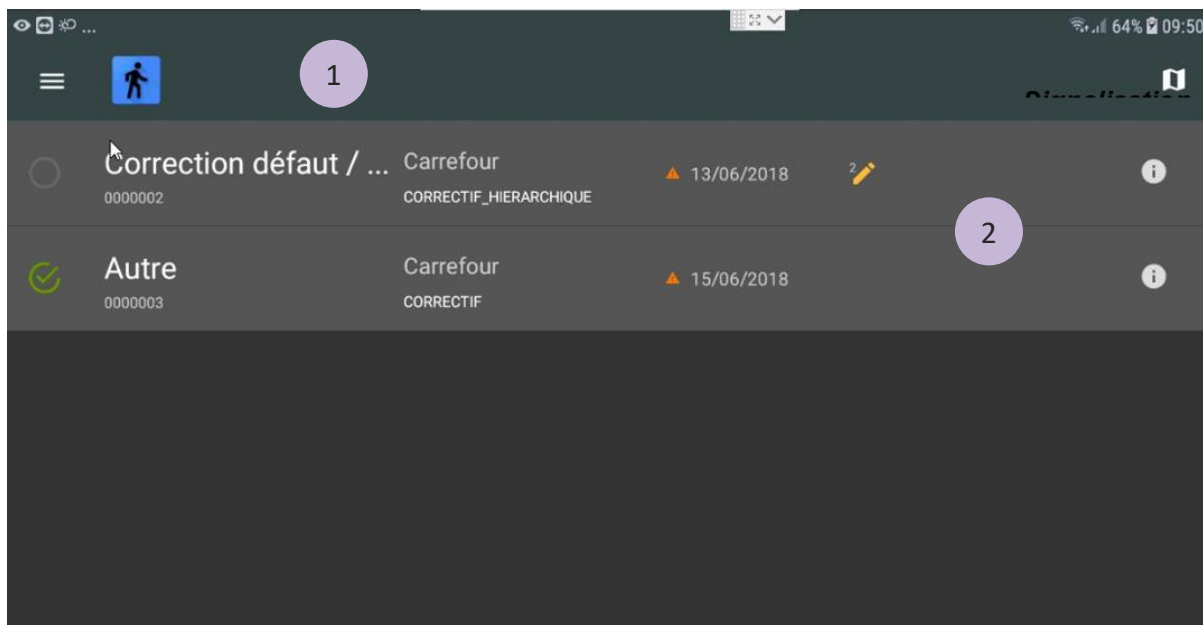 ... 64% 09:50
1
Signalisation
Correction défaut / ... Carrefour 13/06/2018 2
0000002 CORRECTIF_HIERARCHIQUE
2
Autre Carrefour 15/06/2018
0000003 CORRECTIF